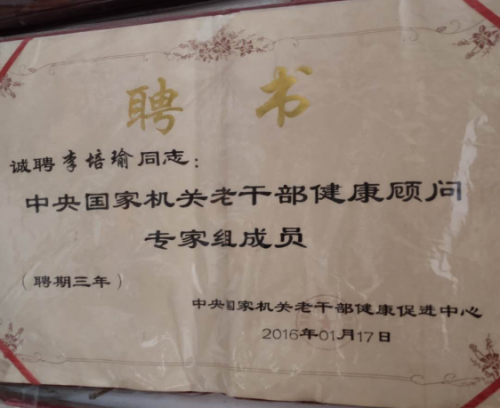 聘书
诚聘李培瑜同志：
中央国家机关老干部健康顾问
专家组成员
（聘期三年）
中央国家机关老干部健康促进中心
2016年01月17日